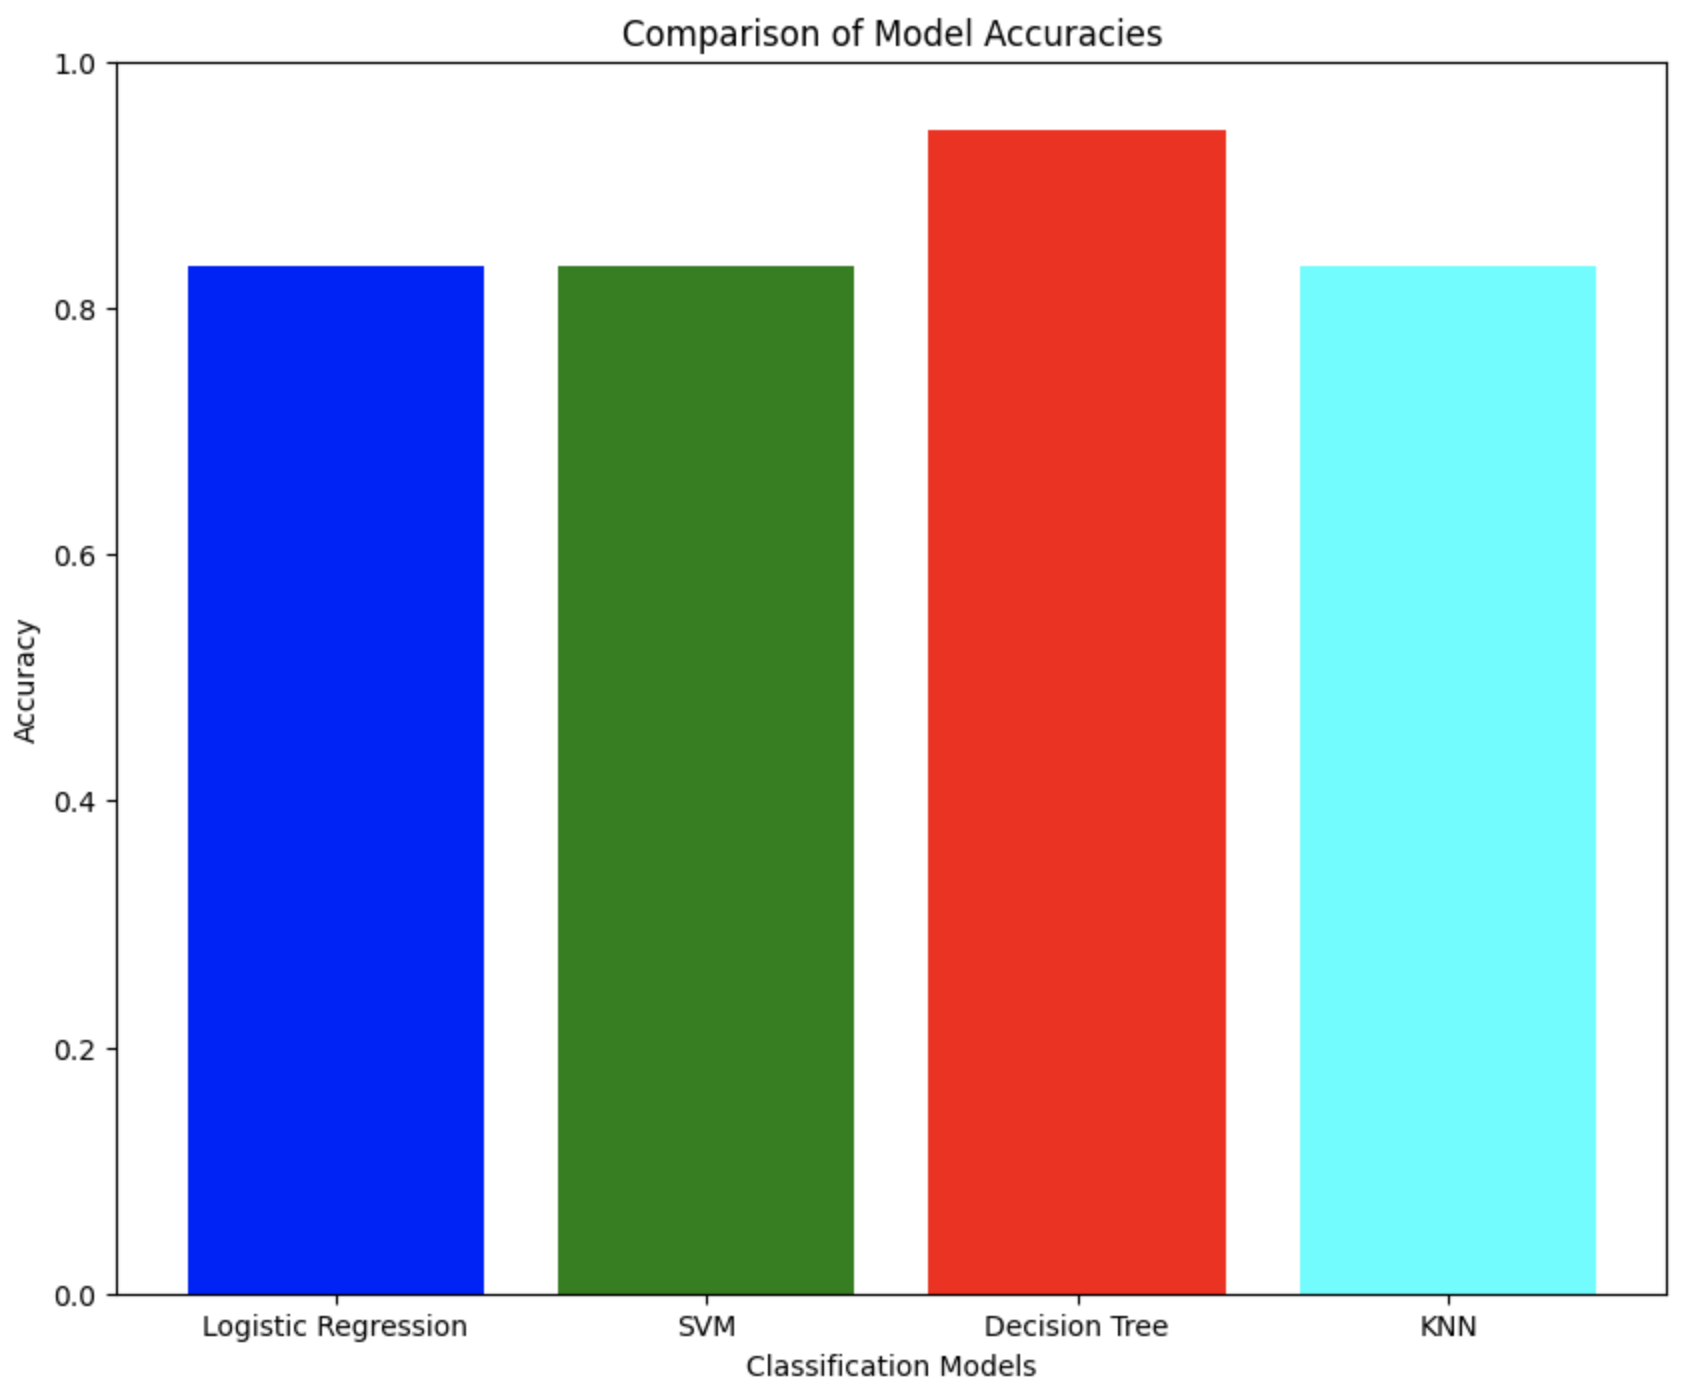 Comparison of Model Accuracies
1.0
0.8
0.6
0.4
0.2
0.0
Accuracy
Logistic Regression
SVM
Decision Tree
KNN
Classification Models